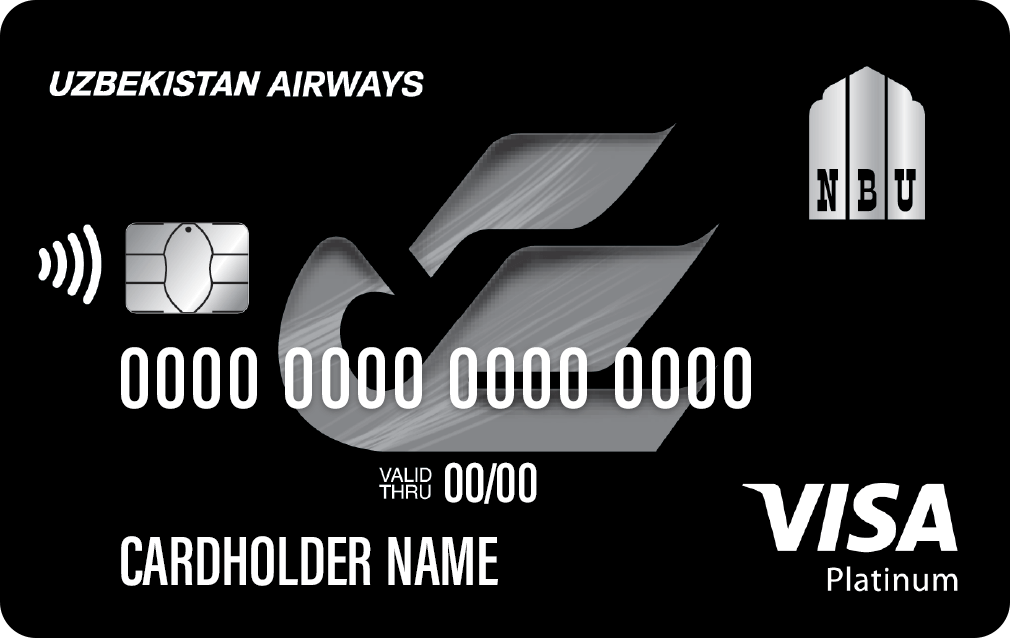 UZBEKISTAN AIRWAYS
NBU
0000 0000 0000 0000
VALID
THRU 00/00
CARDHOLDER NAME
VISA
Platinum